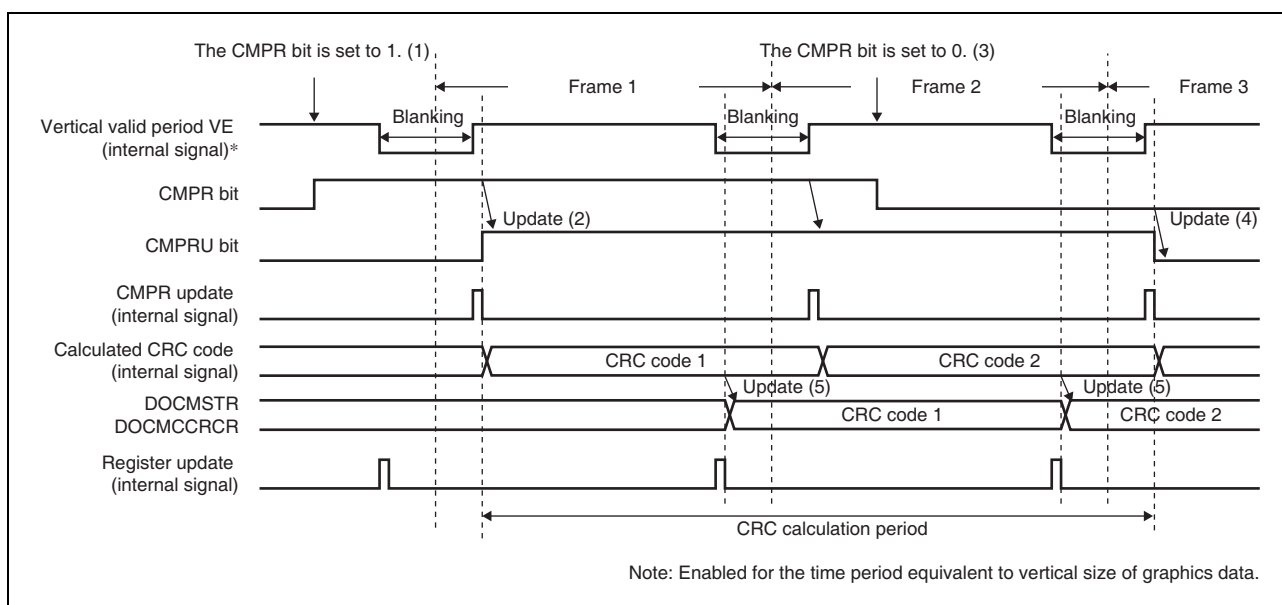 The CMPR bit is set to 1. (1)
The CMPR bit is set to 0. (3)
Frame 1
Frame 2
Frame 3
Vertical valid period VE
(internal signal)*
Blanking
Blanking
Blanking
CMPR bit
Update (2)
Update (4)
CMPRU bit
CMPR update
(internal signal)
Calculated CRC code
(internal signal)
CRC code 1
CRC code 2
Update (5)
Update (5)
DOCMSTR
DOCMCCRCR
CRC code 1
CRC code 2
Register update
(internal signal)
CRC calculation period
Note: Enabled for the time period equivalent to vertical size of graphics data.